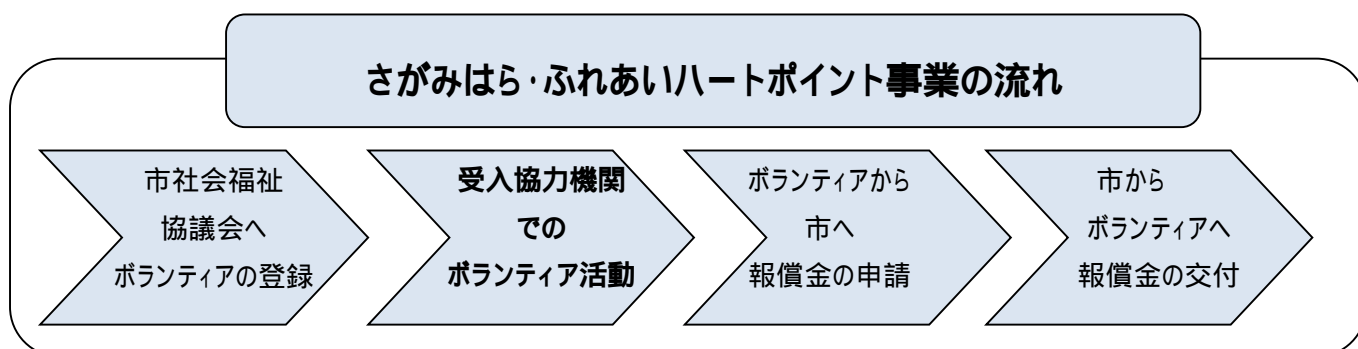 さがみはら・ふれあいハートポイント事業の流れ
市社会福祉
協議会へ
ボランティアの登録
受入協力機関
での
ボランティア活動
ボランティアから
市へ
報償金の申請
市から
ボランティアへ
報償金の交付